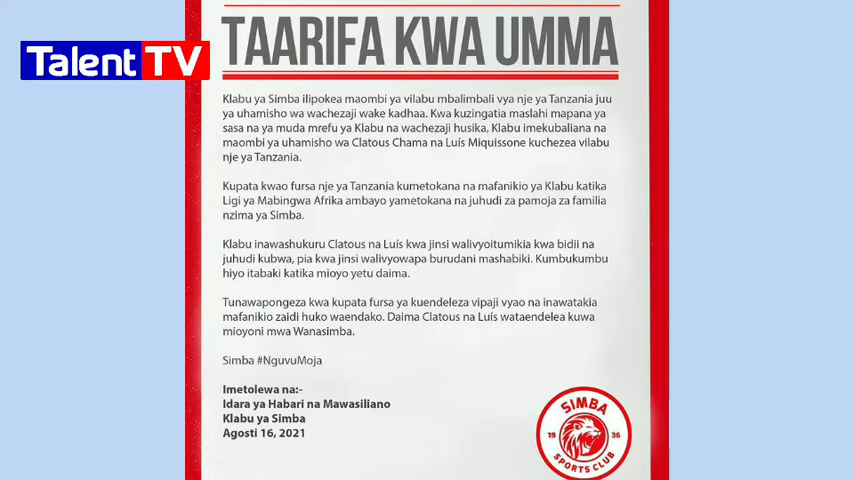 Talent TV
TAARIFA KWA UMMA
Klabu ya Simba ilipokea maombi ya vilabu mbalimbali vya nje ya Tanzania juu
ya uhamisho wa wachezaji wake kadhaa. Kwa kuzingatia maslahi mapana ya
sasa na ya muda mrefu ya Klabu na wachezaji husika, Klabu imekubaliana na
maombi ya uhamisho wa Clatous Chama na Luís Miquissone kuchezea vilabu
nje ya Tanzania.
Kupata kwao fursa nje ya Tanzania kumetokana na mafanikio ya Klabu katika
Ligi ya Mabingwa Afrika ambayo yametokana na juhudi za pamoja za familia
nzima ya Simba.
Klabu inawashukuru Clatous na Luís kwa jinsi walivyoitumikia kwa bidii na
juhudi kubwa, pia kwa jinsi walivyowapa burudani mashabiki. Kumbukumbu
hiyo itabaki katika mioyo yetu daima.
Tunawapongeza kwa kupata fursa ya kuendeleza vipaji vyao na inawatakia
mafanikio zaidi huko waendako. Daima Clatous na Luís wataendelea kuwa
mioyoni mwa Wanasimba.
Simba #NguvuMoja
Imetolewa na:-
Idara ya Habari na Mawasiliano
Klabu ya Simba
Agosti 16, 2021
SIMBA
19 36
SPORTS CLUB